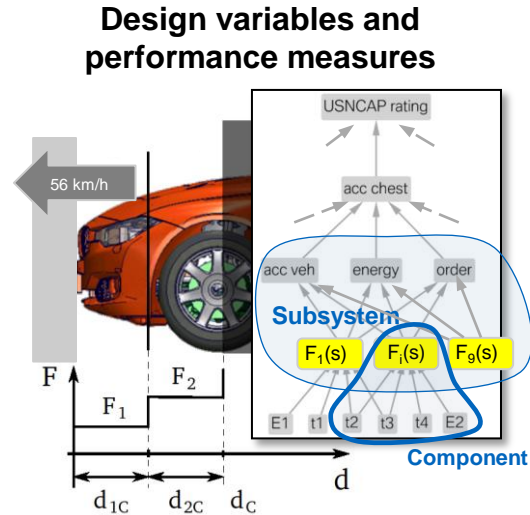 Design variables and
performance measures
USNCAP rating
56 km/h
acc chest
acc veh energy order
Subsystem
F1(s) Fi(s) F9(s)
F F2
F1
E1 t1 t2 t3 t4 E2
Component
d1C d2C dC d